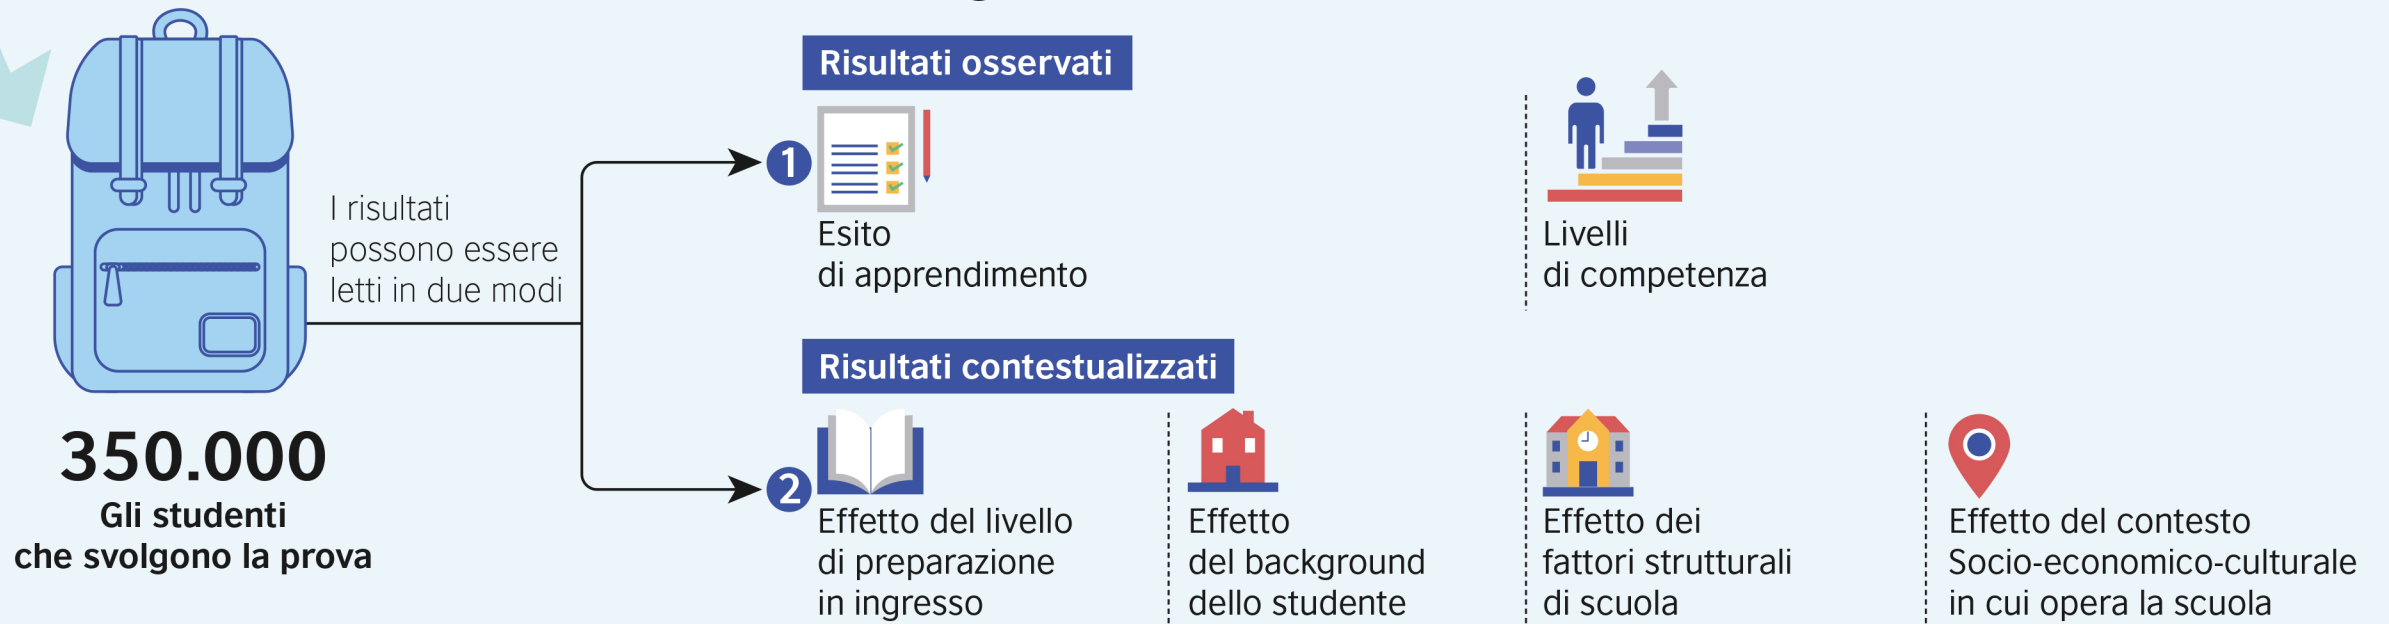 350.000
Gli studenti
che svolgono la prova
I risultati
possono essere
letti in due modi
Risultati osservati
1
Esito
di apprendimento
Livelli
di competenza
Risultati contestualizzati
2
Effetto del livello
di preparazione
in ingresso
Effetto
del background
dello studente
Effetto dei
fattori strutturali
di scuola
Effetto del contesto
Socio-economico-culturale
in cui opera la scuola